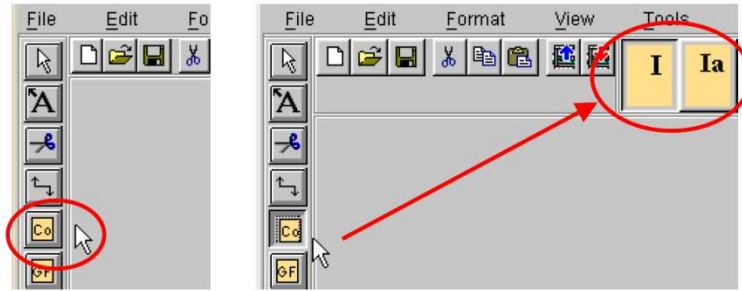 File Edit Fo
A
Co
GF
File Edit Format View Tools
I Ia
A
Co
GF